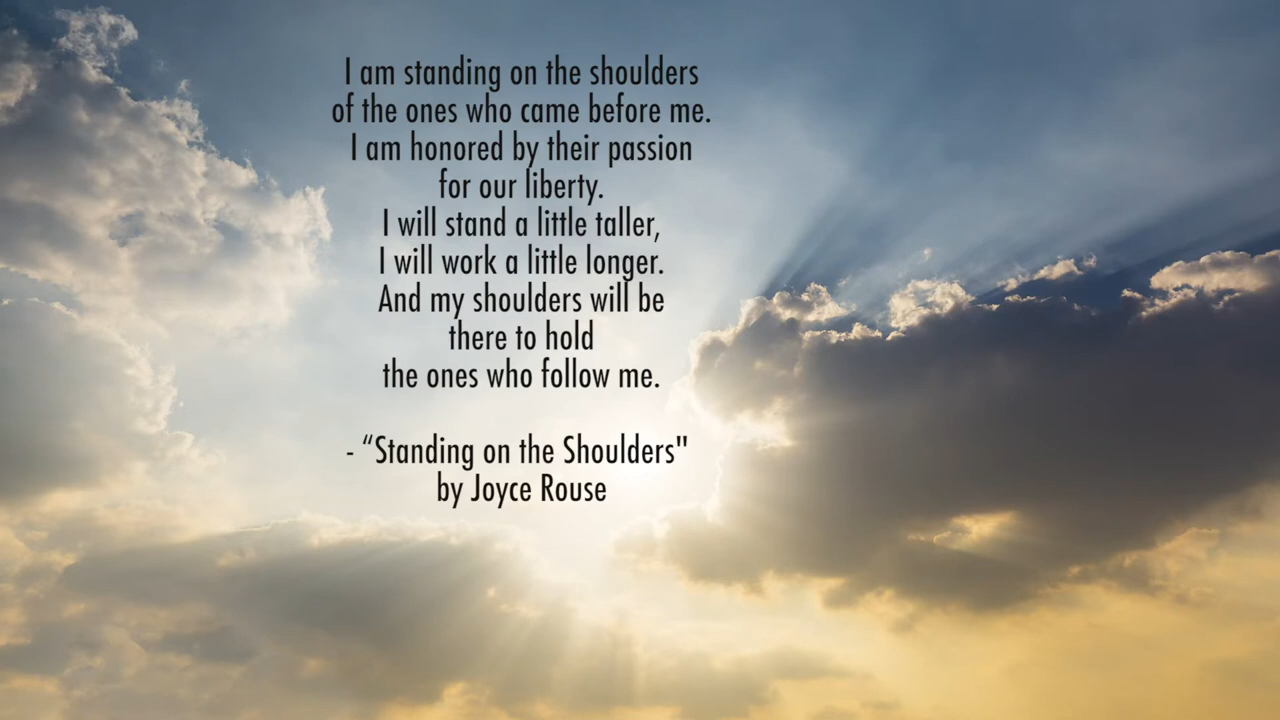 I am standing on the shoulders
of the ones who came before me.
I am honored by their passion
for our liberty.
I will stand a little taller,
I will work a little longer.
And my shoulders will be
there to hold
the ones who follow me.
- “Standing on the Shoulders"
by Joyce Rouse